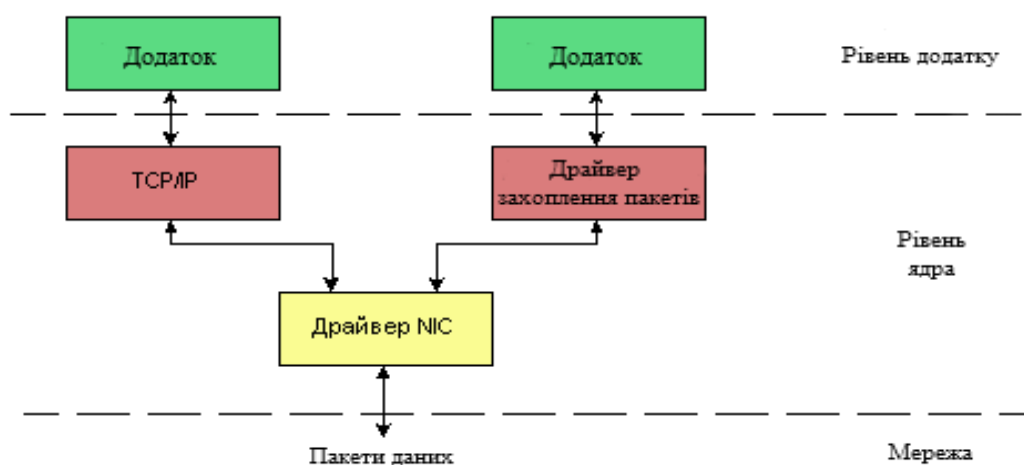 Додаток
Додаток
Рівень додатку
TCP/IP
Драйвер
захоплення пакетів
Рівень
ядра
Драйвер NIC
Пакети даних
Мережа